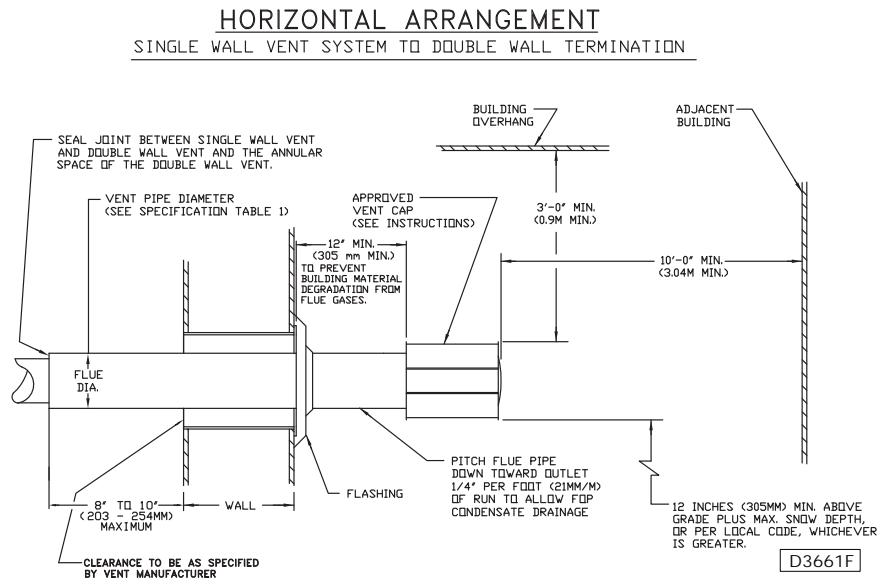 HORIZONTAL ARRANGEMENT
SINGLE WALL VENT SYSTEM TO DOUBLE WALL TERMINATION
BUILDING
OVERHANG
ADJACENT
BUILDING
SEAL JOINT BETWEEN SINGLE WALL VENT
AND DOUBLE WALL VENT AND THE ANNULAR
SPACE OF THE DOUBLE WALL VENT.
VENT PIPE DIAMETER
(SEE SPECIFICATION TABLE 1)
APPROVED
VENT CAP
(SEE INSTRUCTIONS)
3'-0" MIN.
(0.9M MIN.)
12" MIN.
(305 mm MIN.)
TO PREVENT
BUILDING MATERIAL
DEGRADATION FROM
FLUE GASES.
10'-0" MIN.
(3.04M MIN.)
FLUE
DIA.
PITCH FLUE PIPE
DOWN TOWARD OUTLET
1/4" PER FOOT (21MM/M)
OF RUN TO ALLOW FOP
CONDENSATE DRAINAGE
FLASHING
8" TO 10"
(203 - 254MM)
MAXIMUM
WALL
12 INCHES (305MM) MIN. ABOVE
GRADE PLUS MAX. SNOW DEPTH,
OR PER LOCAL CODE, WHICHEVER
IS GREATER.
CLEARANCE TO BE AS SPECIFIED
BY VENT MANUFACTURER
D3661F